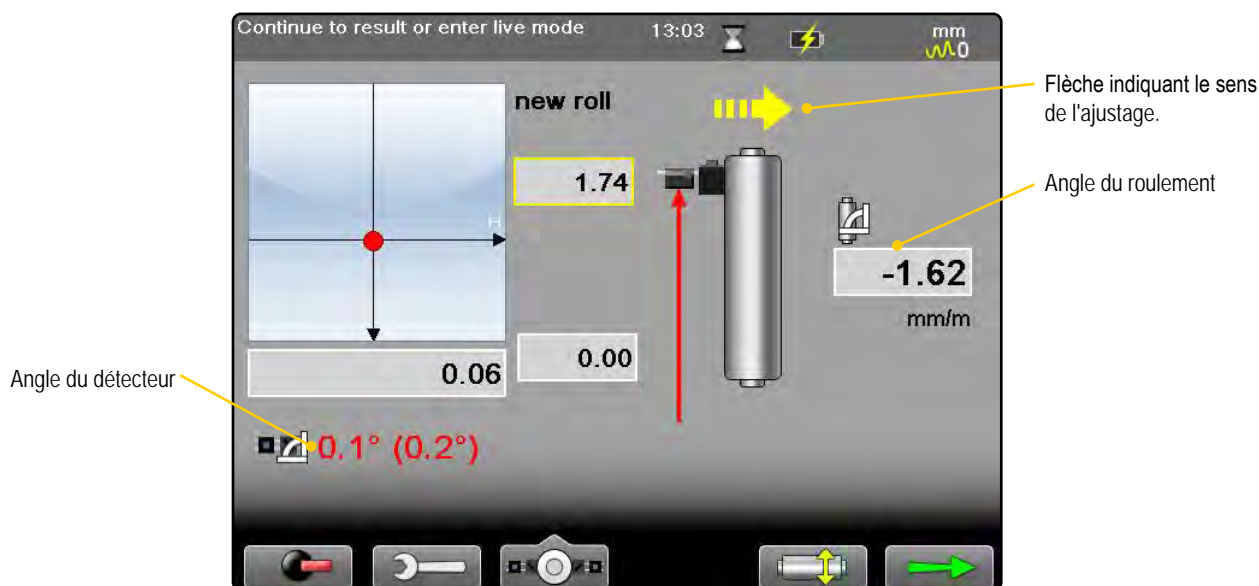 Continue to result or enter live mode
13:03
mm
0
new roll
1.74
H
-1.62
mm/m
0.00
0.06
0.1° (0.2°)
Flèche indiquant le sens
de l'ajustage.
Angle du roulement
Angle du détecteur